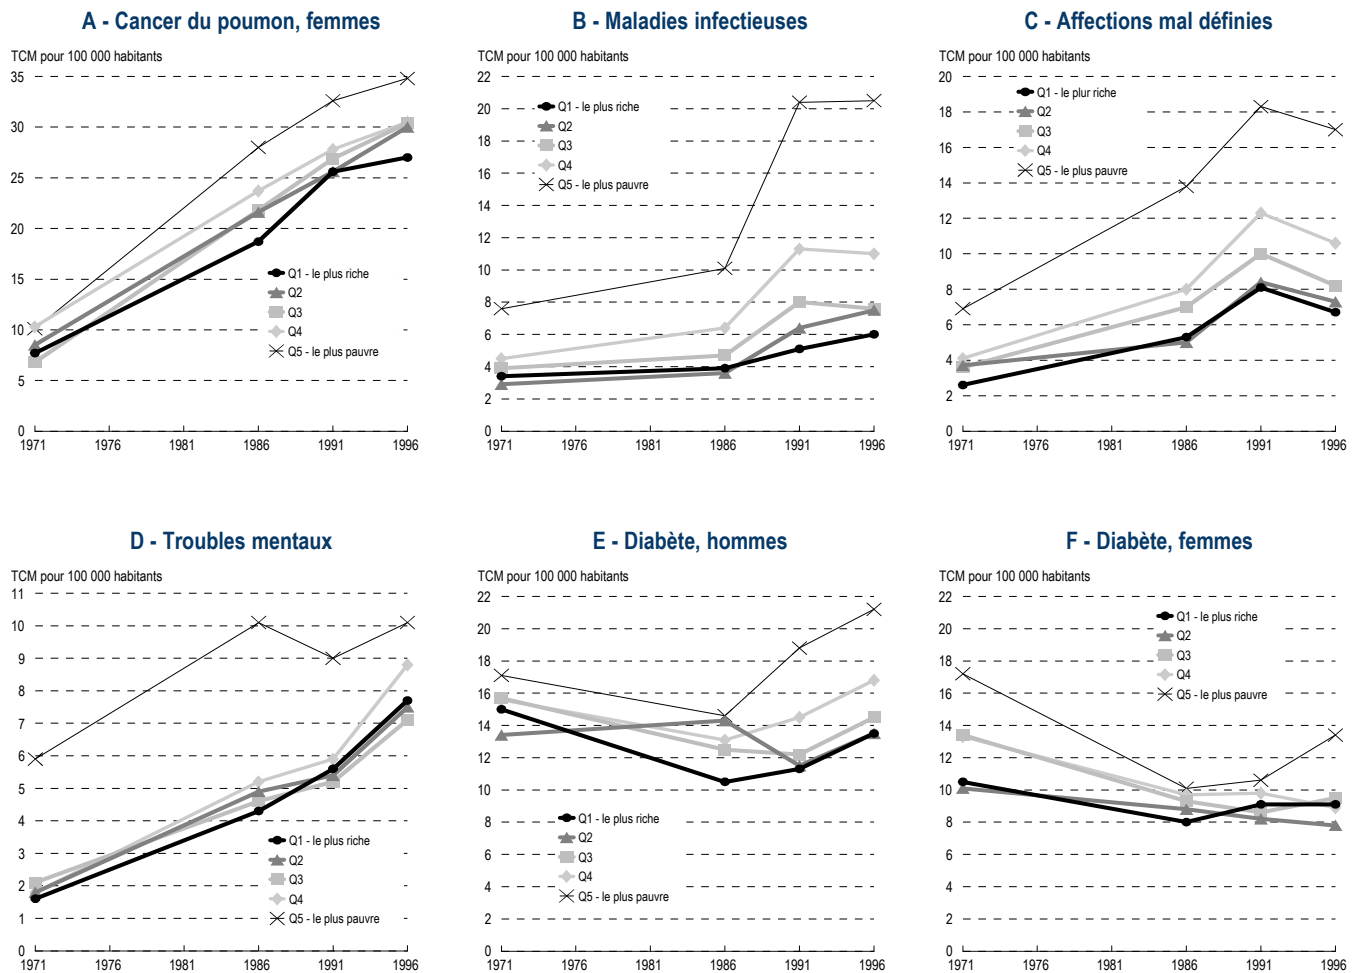 A - Cancer du poumon, femmes
TCM pour 100 000 habitants
35
30
25
20
15
10
5
0
1971 1976 1981 1986 1991 1996
Q1 - le plus riche
Q2
Q3
Q4
Q5 - le plus pauvre
B - Maladies infectieuses
TCM pour 100 000 habitants
22
20
18
16
14
12
10
8
6
4
2
0
1971 1976 1981 1986 1991 1996
Q1 - le plus riche
Q2
Q3
Q4
Q5 - le plus pauvre
C - Affections mal définies
TCM pour 100 000 habitants
20
18
16
14
12
10
8
6
4
2
0
1971 1976 1981 1986 1991 1996
Q1 - le plur riche
Q2
Q3
Q4
Q5 - le plus pauvre
D - Troubles mentaux
TCM pour 100 000 habitants
11
10
9
8
7
6
5
4
3
2
1
0
1971 1976 1981 1986 1991 1996
Q1 - le plus riche
Q2
Q3
Q4
Q5 - le plus pauvre
E - Diabète, hommes
TCM pour 100 000 habitants
22
20
18
16
14
12
10
8
6
4
2
0
1971 1976 1981 1986 1991 1996
Q1 - le plus riche
Q2
Q3
Q4
Q5 - le plus pauvre
F - Diabète, femmes
TCM pour 100 000 habitants
22
20
18
16
14
12
10
8
6
4
2
0
1971 1976 1981 1986 1991 1996
Q1 - le plus riche
Q2
Q3
Q4
Q5 - le plus pauvre